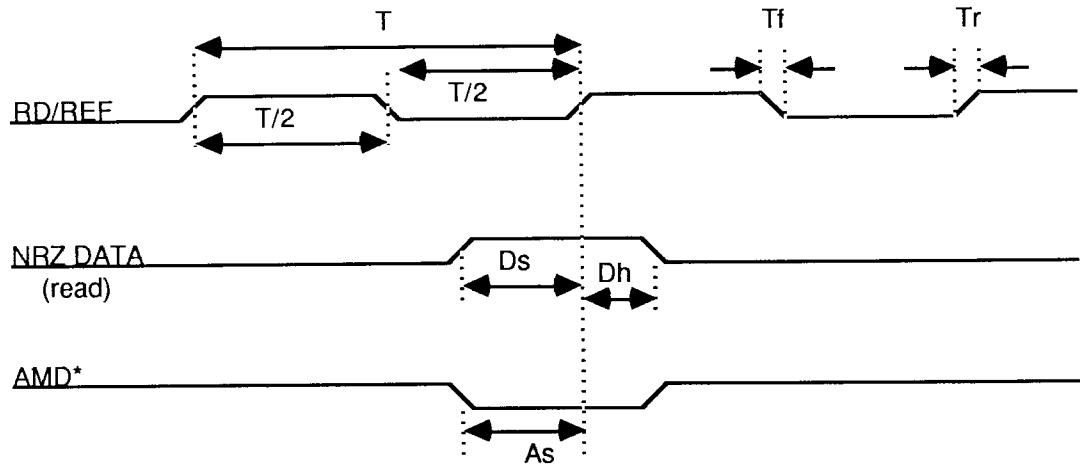 T
Tf
Tr
T/2
RD/REF
T/2
NRZ DATA
(read)
Ds
Dh
AMD*
As